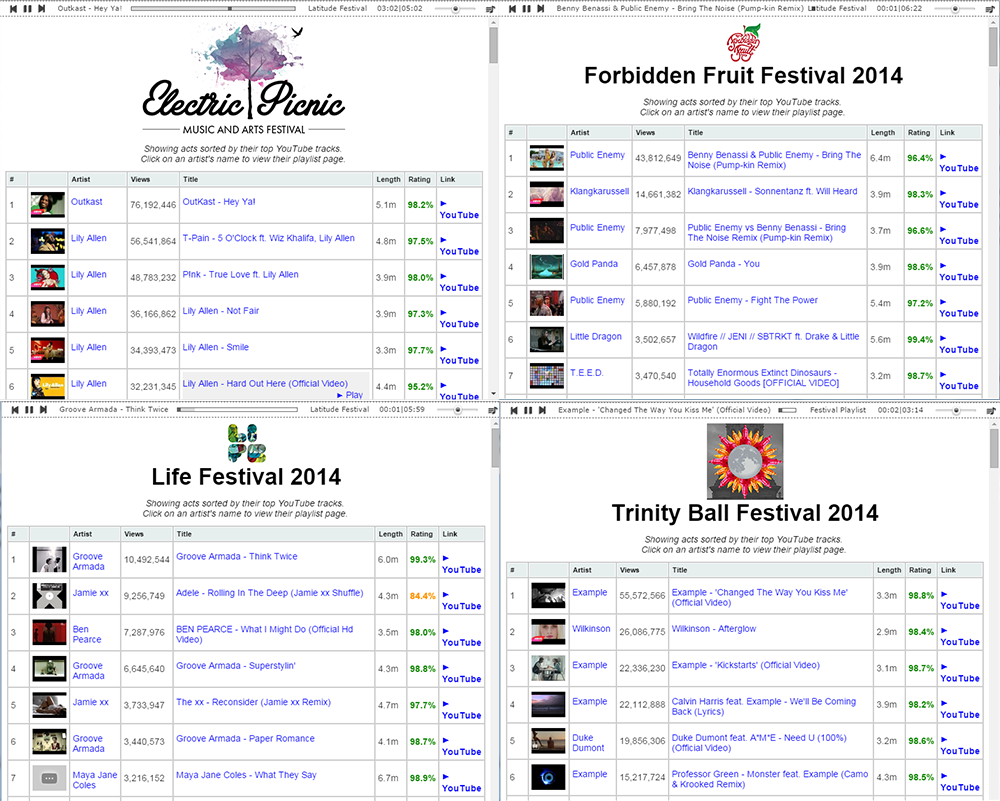 Outkast - Hey Ya! Latitude Festival 03:02|05:02
Electric Picnic
MUSIC AND ARTS FESTIVAL
Showing acts sorted by their top YouTube tracks.
Click on an artist's name to view their playlist page.
# Artist Views Title Length Rating Link
1 Outkast 76,192,446 OutKast - Hey Ya! 5.1m 98.2% ► YouTube
2 Lily Allen 56,541,864 T-Pain - 5 O'Clock ft. Wiz Khalifa, Lily Allen 4.8m 97.5% ► YouTube
3 Lily Allen 48,783,232 P!nk - True Love ft. Lily Allen 3.9m 98.0% ► YouTube
4 Lily Allen 36,166,862 Lily Allen - Not Fair 3.9m 97.3% ► YouTube
5 Lily Allen 34,393,473 Lily Allen - Smile 3.3m 97.7% ► YouTube
6 Lily Allen 32,231,345 Lily Allen - Hard Out Here (Official Video) 4.4m 95.2% ►
► Play YouTube
Benny Benassi & Public Enemy - Bring The Noise (Pump-kin Remix) Latitude Festival 00:01|06:22
Forbidden Fruit Festival 2014
Showing acts sorted by their top YouTube tracks.
Click on an artist's name to view their playlist page.
# Artist Views Title Length Rating Link
1 Public Enemy 43,812,649 Benny Benassi & Public Enemy - Bring The 6.4m 96.4% ►
Noise (Pump-kin Remix) YouTube
2 Klangkarussell 14,661,382 Klangkarussell - Sonnentanz ft. Will Heard 3.9m 98.3% ► YouTube
3 Public Enemy 7,977,498 Public Enemy vs Benny Benassi - Bring 3.7m 96.6% ►
The Noise Remix (Pump-kin Remix) YouTube
4 Gold Panda 6,457,878 Gold Panda - You 3.9m 98.6% ► YouTube
5 Public Enemy 5,880,192 Public Enemy - Fight The Power 5.4m 97.2% ► YouTube
6 Little Dragon 3,502,657 Wildfire // JENI // SBTRKT ft. Drake & Little 5.6m 99.4% ►
Dragon YouTube
7 T.E.E.D. 3,470,540 Totally Enormous Extinct Dinosaurs - 3.2m 98.7% ►
Household Goods [OFFICIAL VIDEO] YouTube
Groove Armada - Think Twice Latitude Festival 00:01|05:59
LIFE
Life Festival 2014
Showing acts sorted by their top YouTube tracks.
Click on an artist's name to view their playlist page.
# Artist Views Title Length Rating Link
1 Groove Armada 10,492,544 Groove Armada - Think Twice 6.0m 99.3% ► YouTube
2 Jamie xx 9,256,749 Adele - Rolling In The Deep (Jamie xx Shuffle) 4.3m 84.4% ► YouTube
3 Ben Pearce 7,287,976 BEN PEARCE - What I Might Do (Official Hd 3.5m 98.0% ►
Video) YouTube
4 Groove Armada 6,645,640 Groove Armada - Superstylin' 4.3m 98.8% ► YouTube
5 Jamie xx 3,733,947 The xx - Reconsider (Jamie xx Remix) 4.7m 97.7% ► YouTube
6 Groove Armada 3,440,573 Groove Armada - Paper Romance 4.1m 98.7% ► YouTube
7 Maya Jane Coles 3,216,152 Maya Jane Coles - What They Say 6.7m 98.9% ► YouTube
Example - 'Changed The Way You Kiss Me' (Official Video) Festival Playlist 00:02|03:14
Trinity Ball Festival 2014
Showing acts sorted by their top YouTube tracks.
Click on an artist's name to view their playlist page.
# Artist Views Title Length Rating Link
1 Example 55,572,566 Example - 'Changed The Way You Kiss Me' 3.3m 98.8% ►
(Official Video) YouTube
2 Wilkinson 26,086,775 Wilkinson - Afterglow 2.9m 98.4% ► YouTube
3 Example 22,336,230 Example - 'Kickstarts' (Official Video) 3.1m 98.7% ► YouTube
4 Example 22,112,888 Calvin Harris feat. Example - We'll Be Coming 3.9m 98.2% ►
Back (Lyrics) YouTube
5 Duke Dumont 19,856,306 Duke Dumont feat. A*M*E - Need U (100%) 3.2m 98.6% ►
(Official Video) YouTube
6 Example 15,217,724 Professor Green - Monster feat. Example (Camo 4.3m 98.5% ►
& Krooked Remix) YouTube